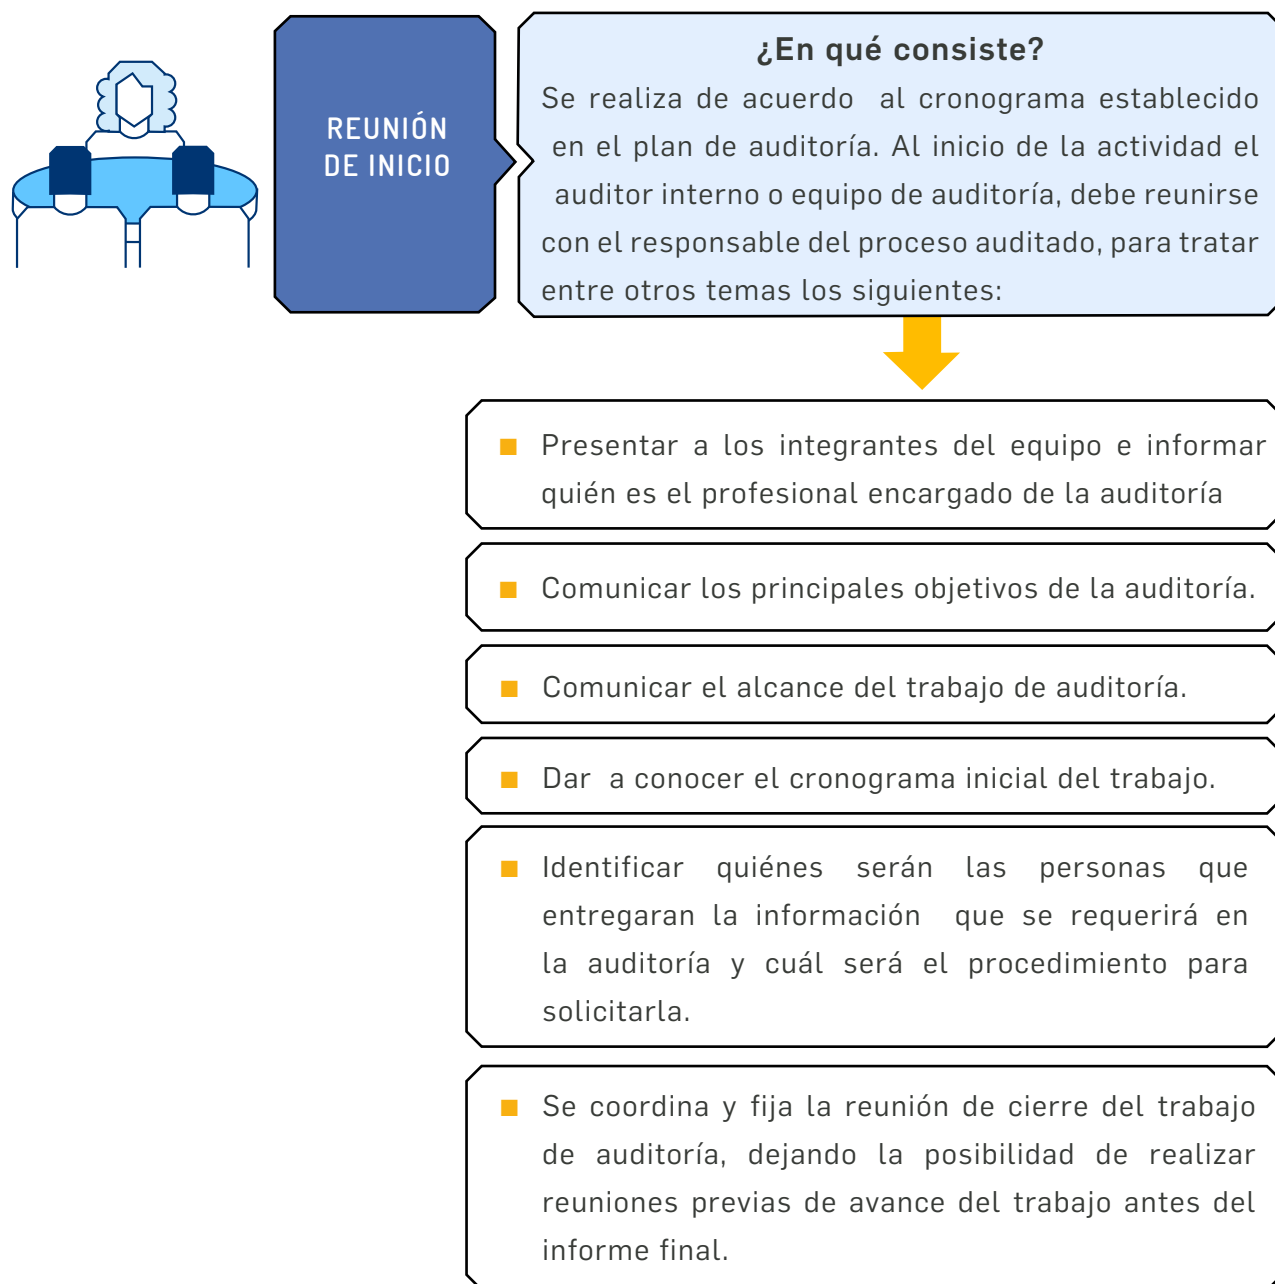 REUNIÓN
DE INICIO
¿En qué consiste?
Se realiza de acuerdo al cronograma establecido
en el plan de auditoría. Al inicio de la actividad el
auditor interno o equipo de auditoría, debe reunirse
con el responsable del proceso auditado, para tratar
entre otros temas los siguientes:
Presentar a los integrantes del equipo e informar
quién es el profesional encargado de la auditoría
Comunicar los principales objetivos de la auditoría.
Comunicar el alcance del trabajo de auditoría.
Dar a conocer el cronograma inicial del trabajo.
Identificar quiénes serán las personas que
entregaran la información que se requerirá en
la auditoría y cuál será el procedimiento para
solicitarla.
Se coordina y fija la reunión de cierre del trabajo
de auditoría, dejando la posibilidad de realizar
reuniones previas de avance del trabajo antes del
informe final.